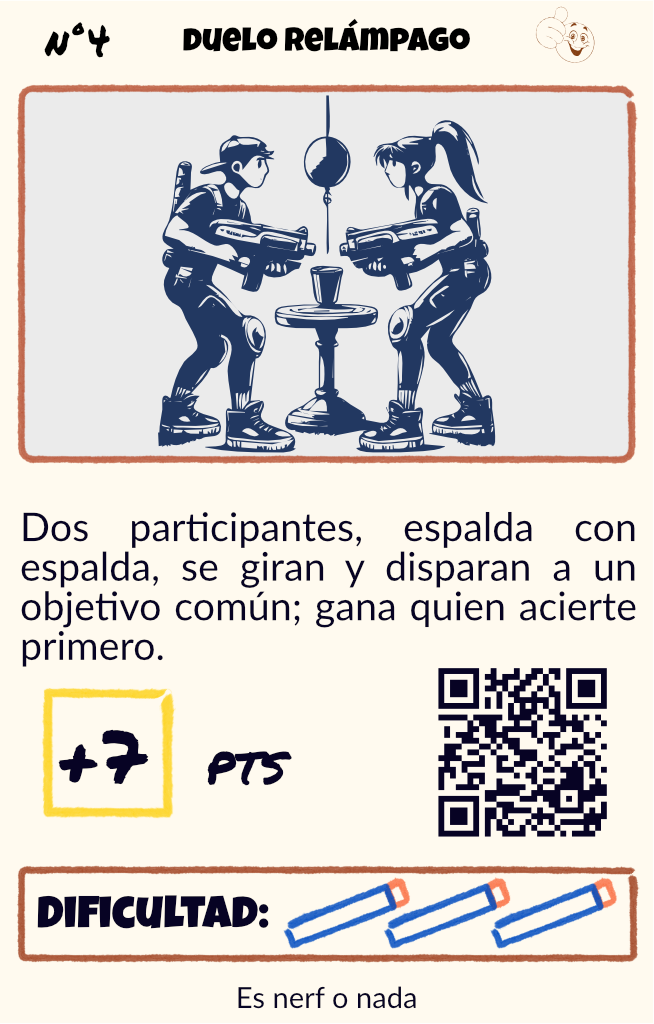 N°4
Duelo Relámpago
Dos participantes, espalda con
espalda, se giran y disparan a un
objetivo común; gana quien acierte
primero.
+7 PTS
DIFICULTAD:
Es nerf o nada